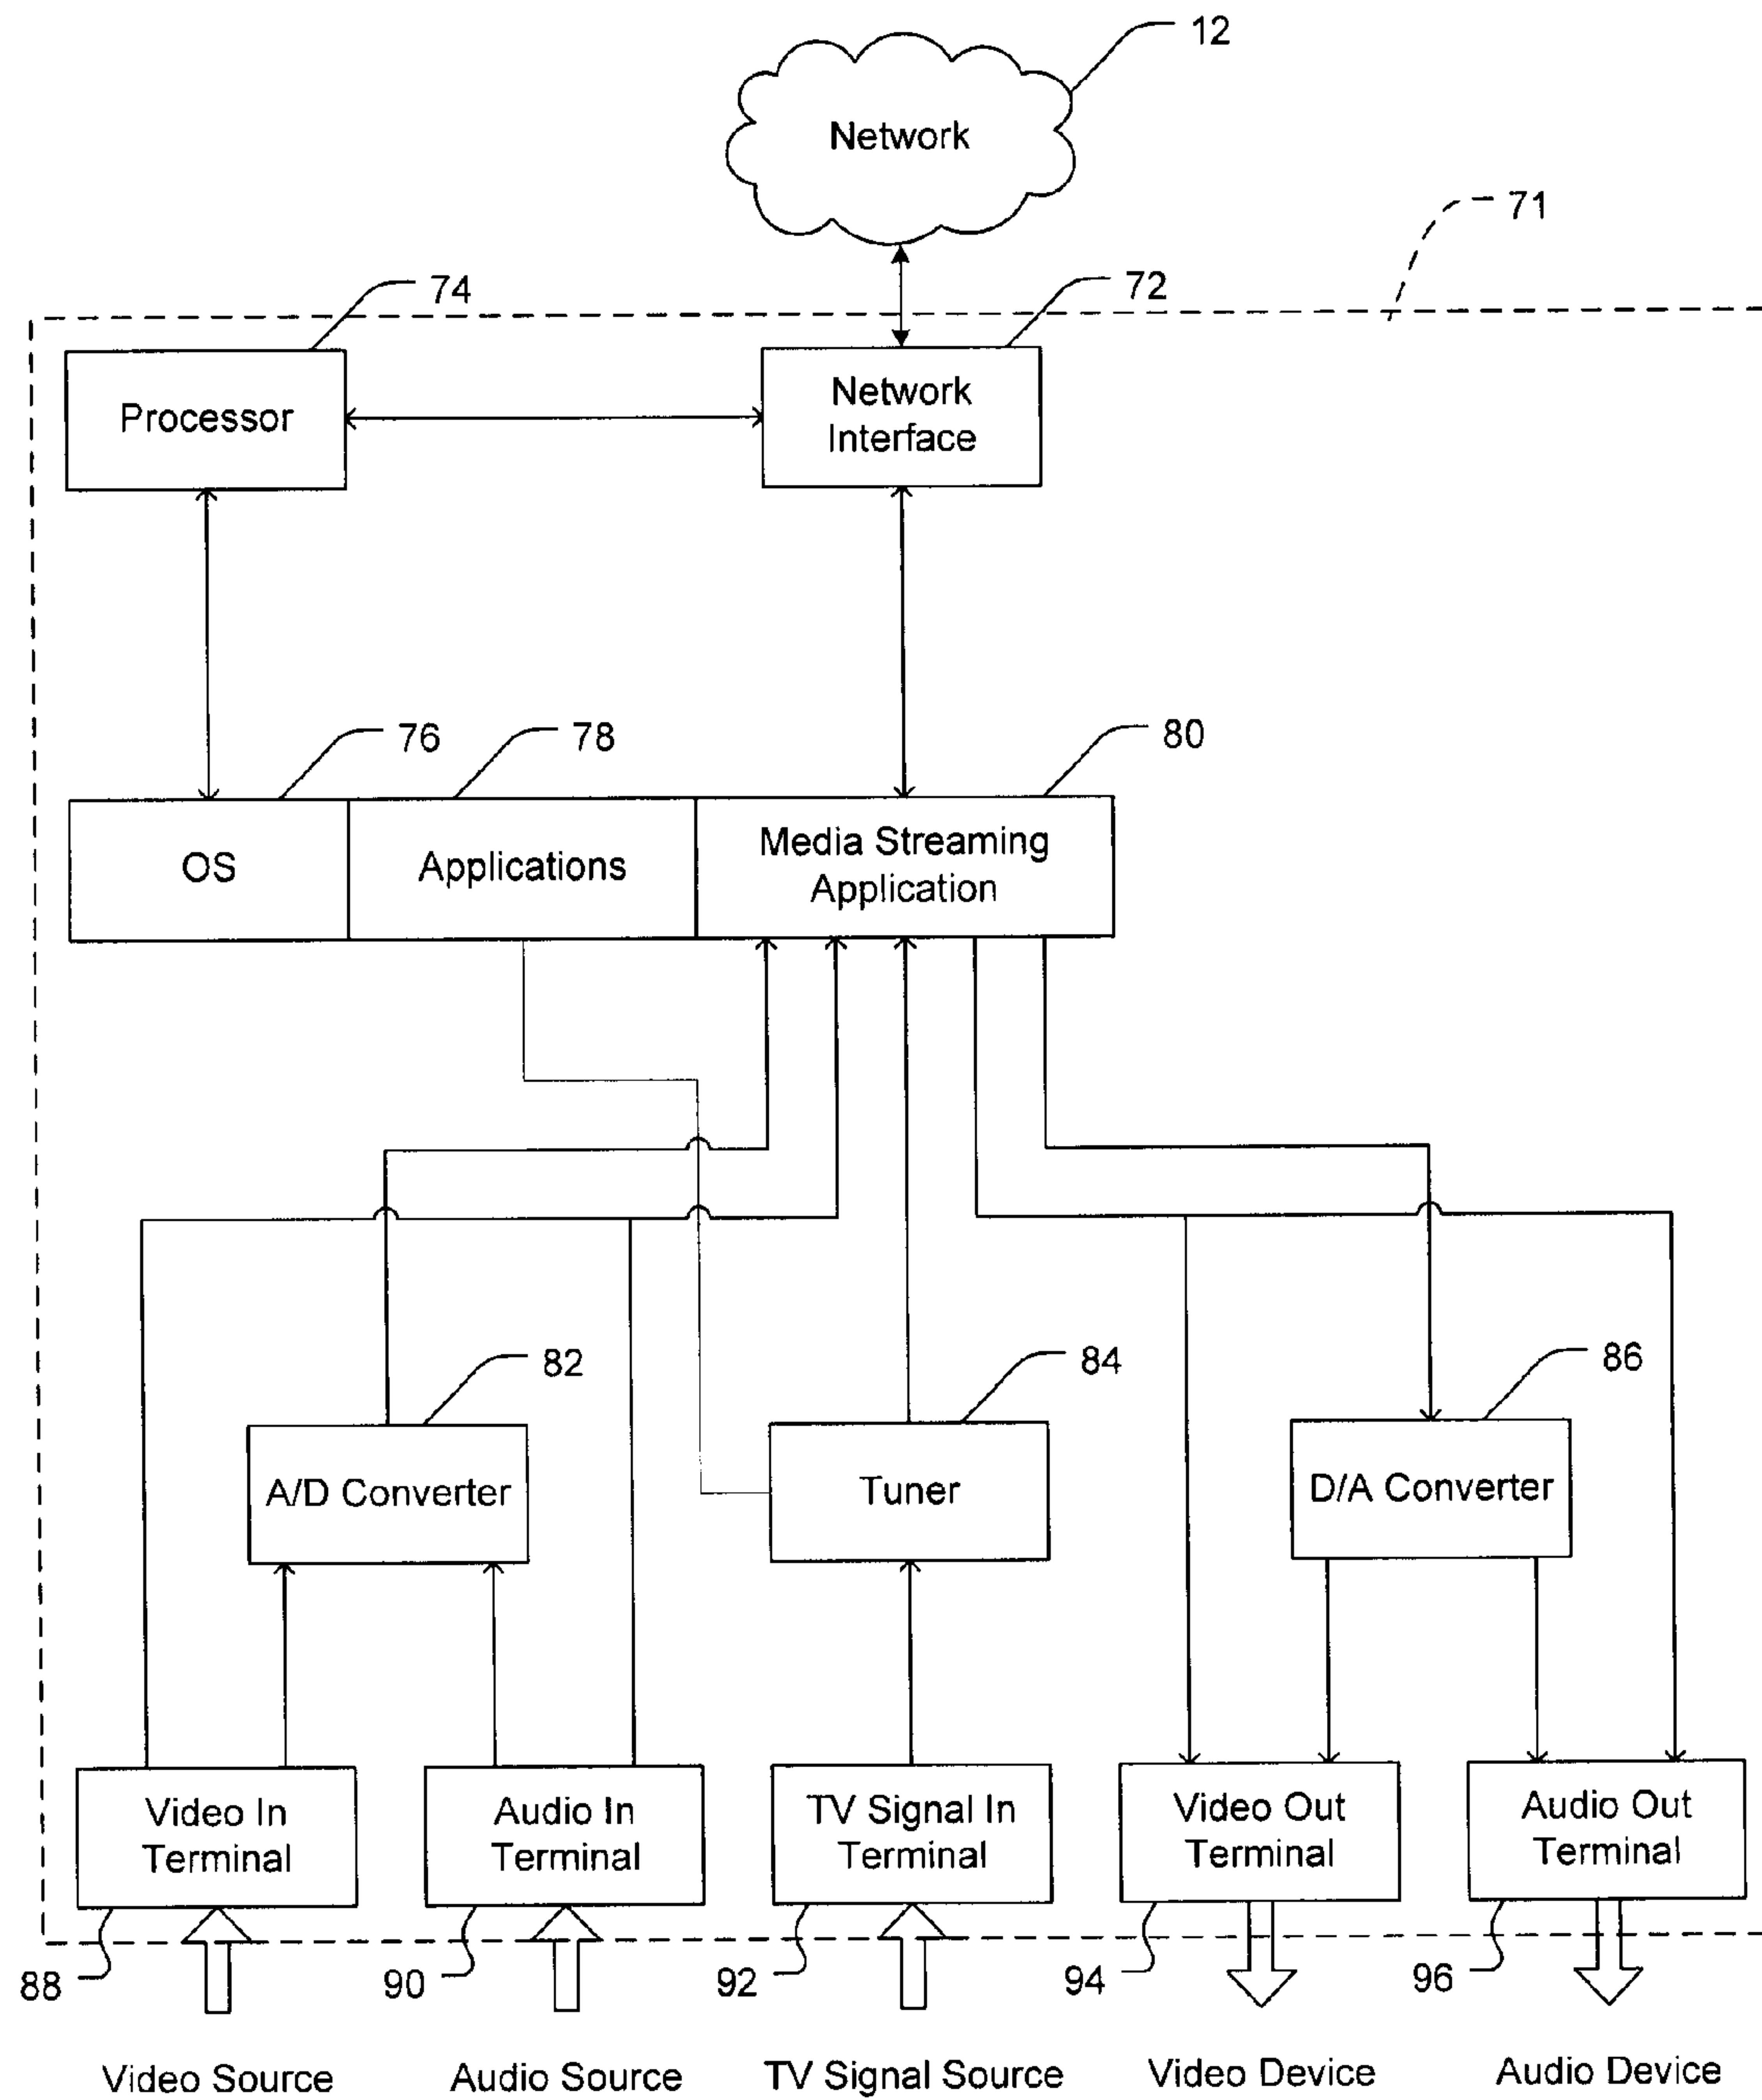 12
Network
71
74
72
Processor
Network
Interface
76
78
80
OS
Applications
Media Streaming
Application
82
84
86
A/D Converter
Tuner
D/A Converter
Video In
Terminal
Audio In
Terminal
TV Signal In
Terminal
Video Out
Terminal
Audio Out
Terminal
88
90
92
94
96
Video Source
Audio Source
TV Signal Source
Video Device
Audio Device